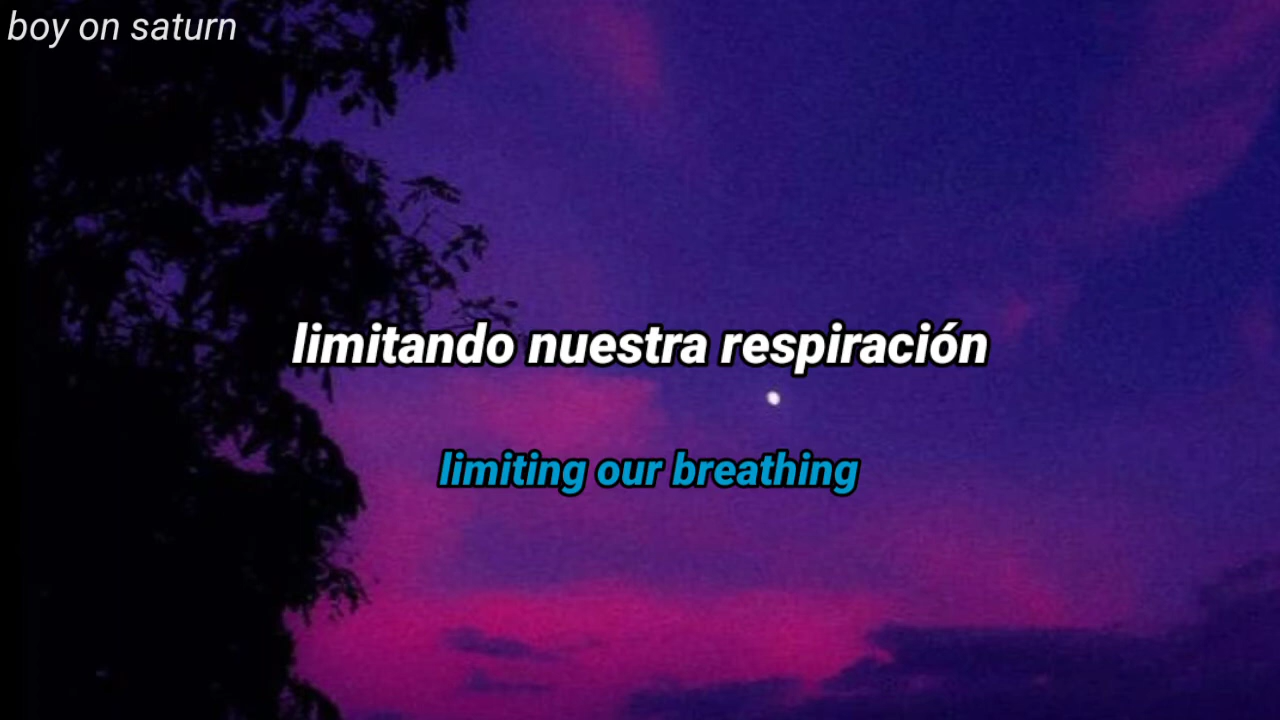 boy on saturn
limitando nuestra respiración
limiting our breathing